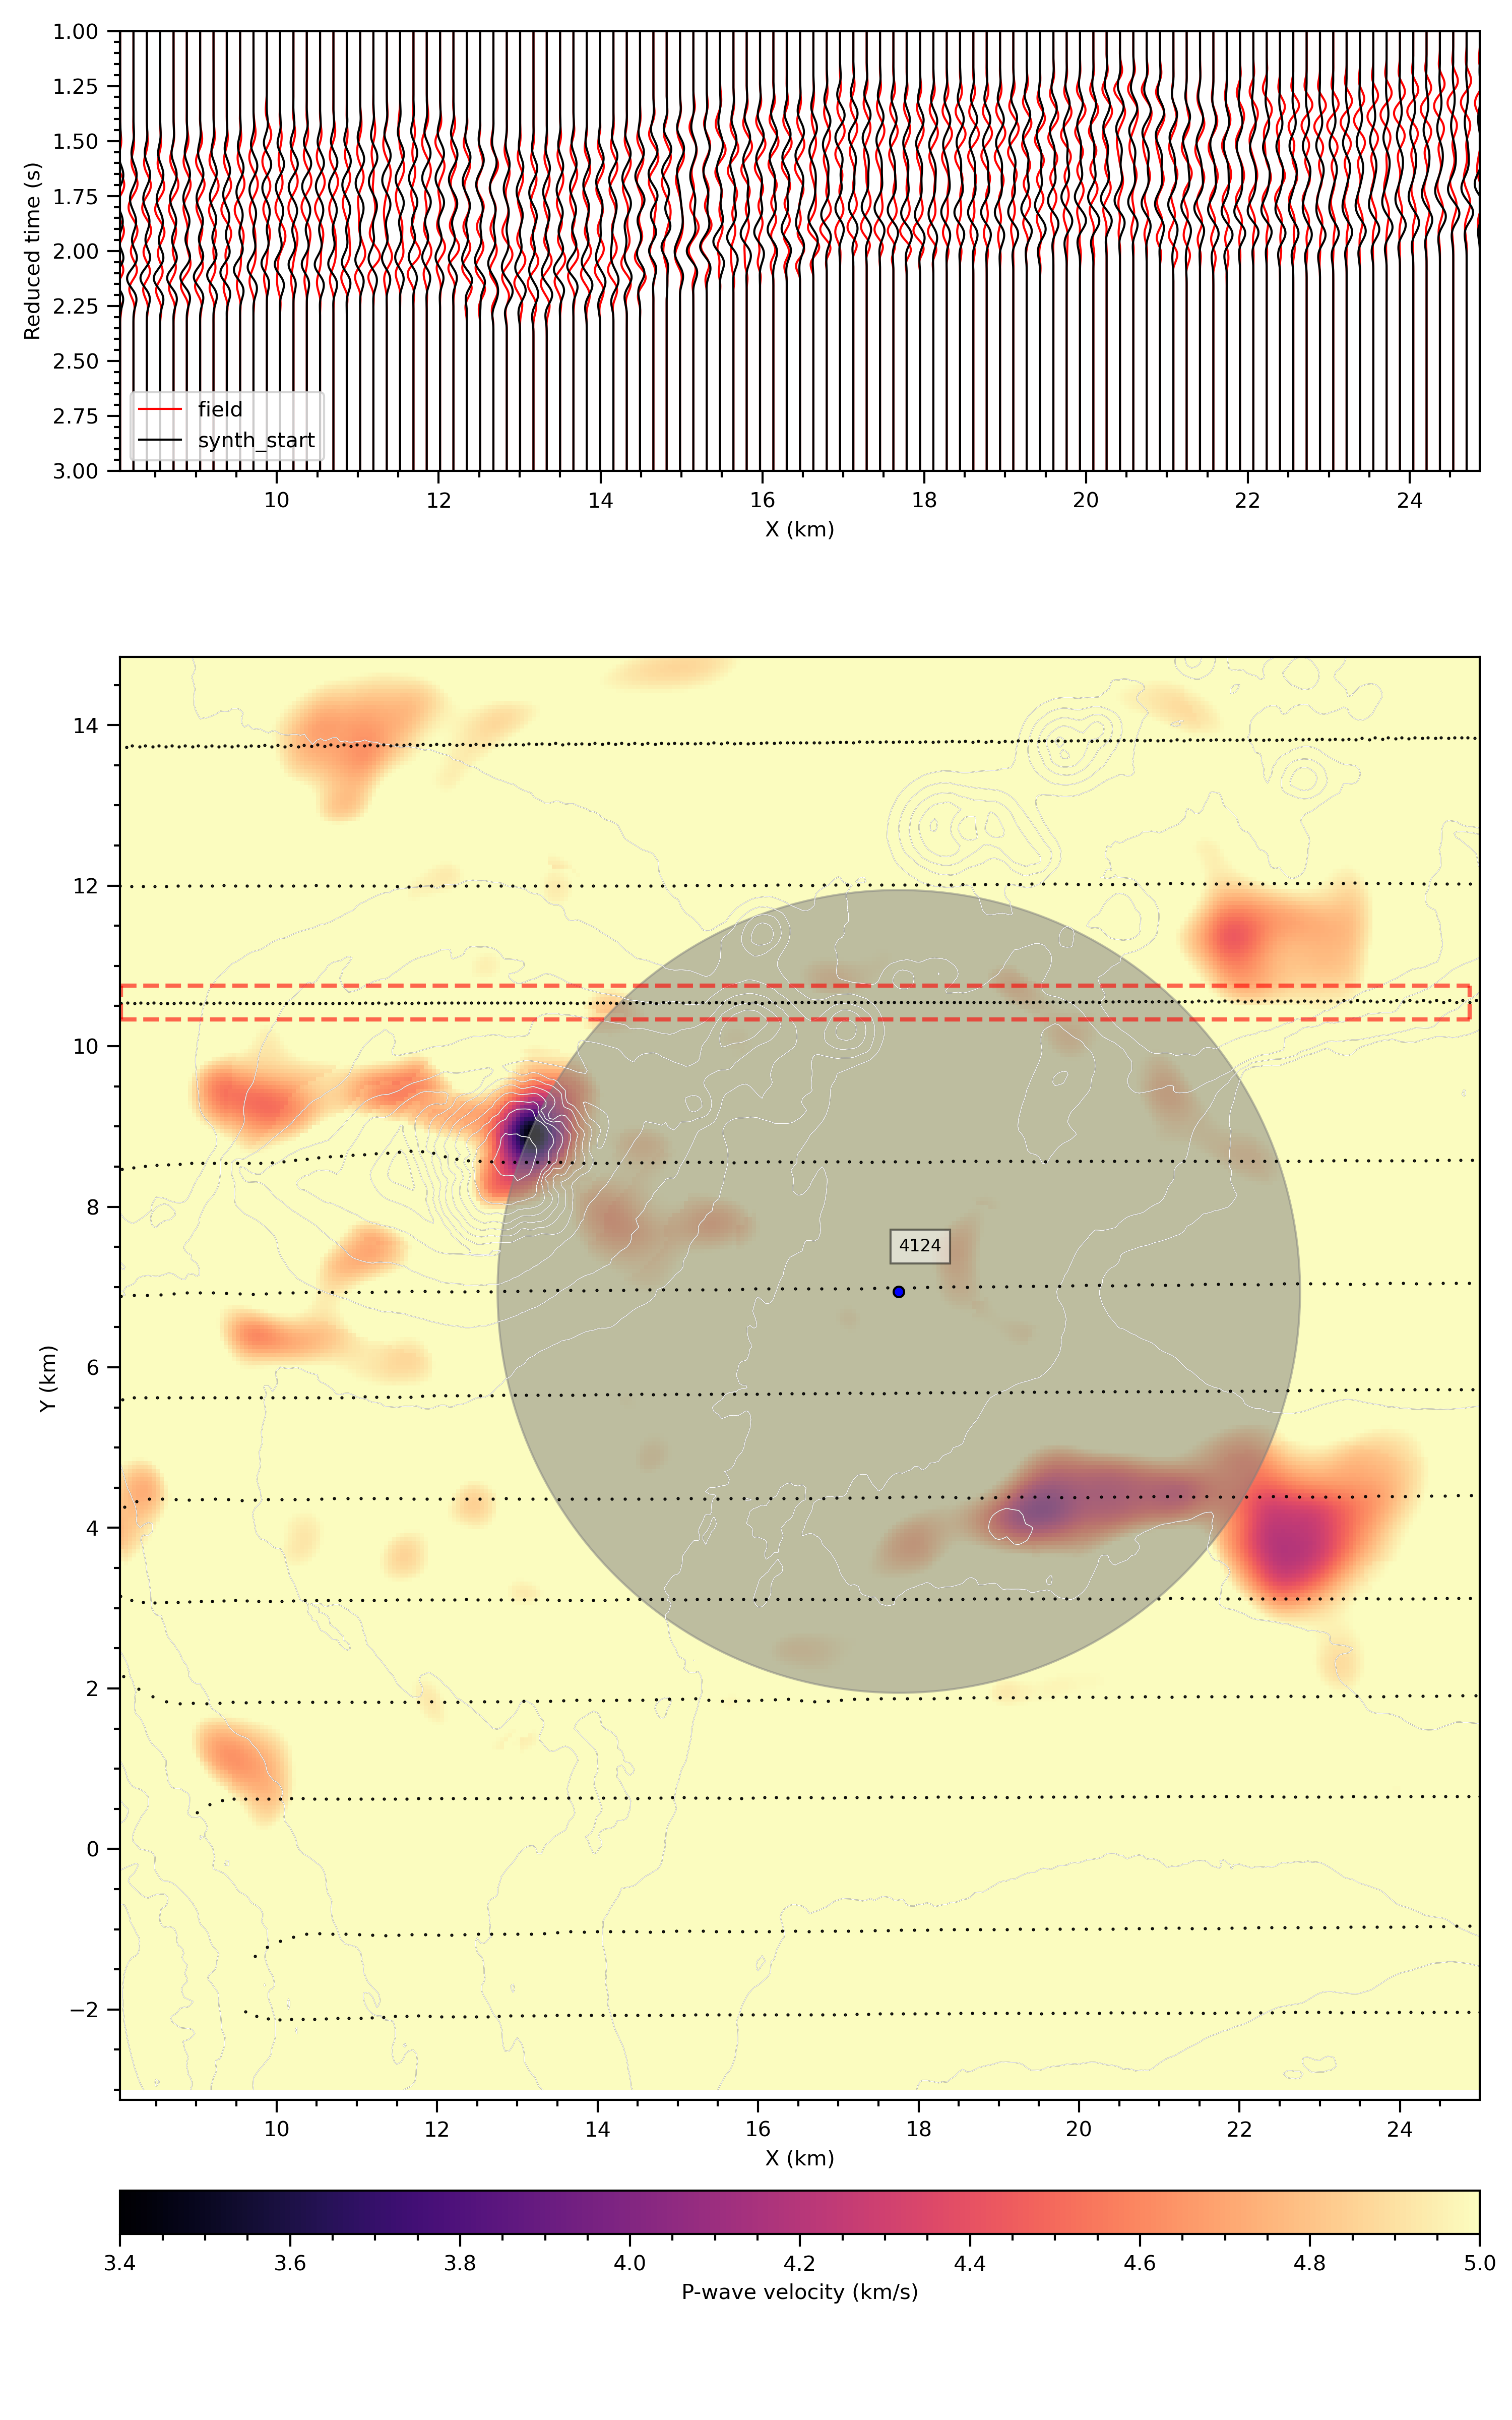 1.00
1.25
1.50
1.75
2.00
2.25
2.50
2.75
3.00
Reduced time (s)
field
synth_start
10 12 14 16 18 20 22 24
X (km)
14
12
10
8
6
4
2
0
−2
Y (km)
4124
10 12 14 16 18 20 22 24
X (km)
3.4 3.6 3.8 4.0 4.2 4.4 4.6 4.8 5.0
P-wave velocity (km/s)